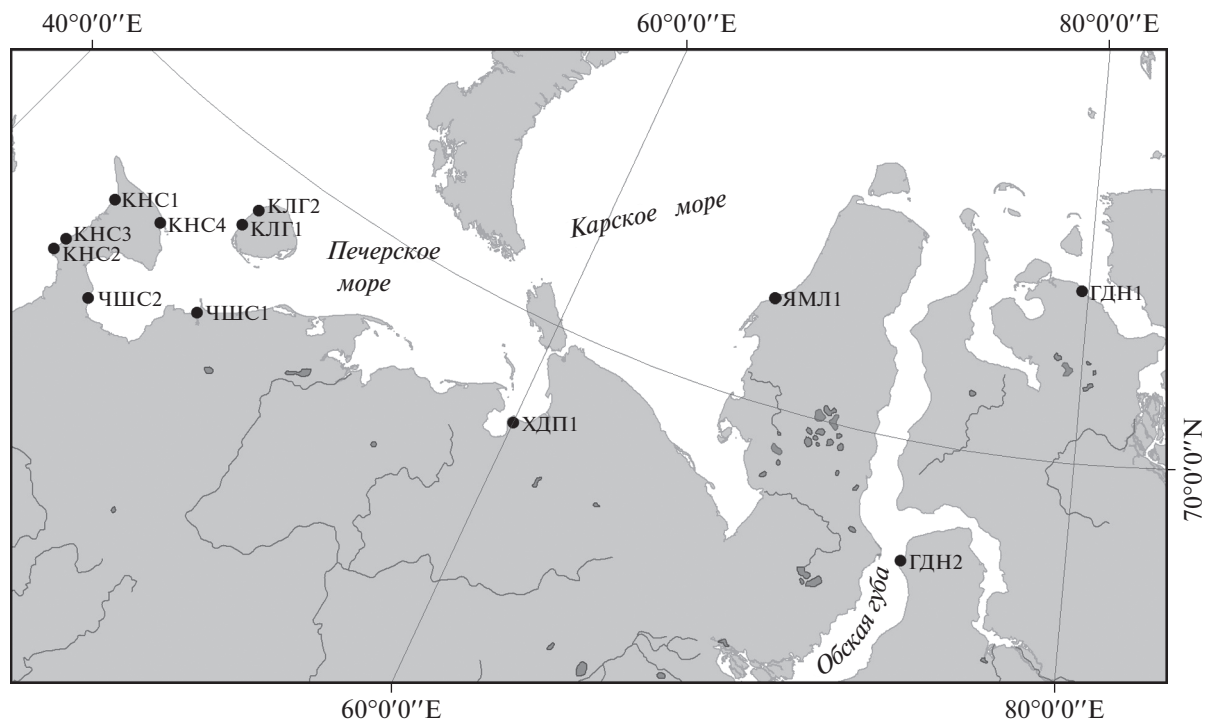 40°0′0′′E
60°0′0′′E
80°0′0′′E
КНС1
КНС4
КНС3
КНС2
КЛГ2
КЛГ1
Печерское
море
Карское море
ЧШС2
ЧШС1
ЯМЛ1
ГДН1
ХДП1
70°0′0′′N
ГДН2
Обская губа
60°0′0′′E
80°0′0′′E